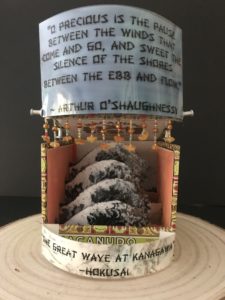 "O PRECIOUS IS THE PAUSE
BETWEEN THE WINDS THAT
COME AND GO, AND SWEET THE
SILENCE OF THE SHORES
BETWEEN THE EBB AND FLOW."
~ ARTHUR O'SHAUGHNESSY
GANUDO
THE GREAT WAVE AT KANAGAWA
~HOKUSAI